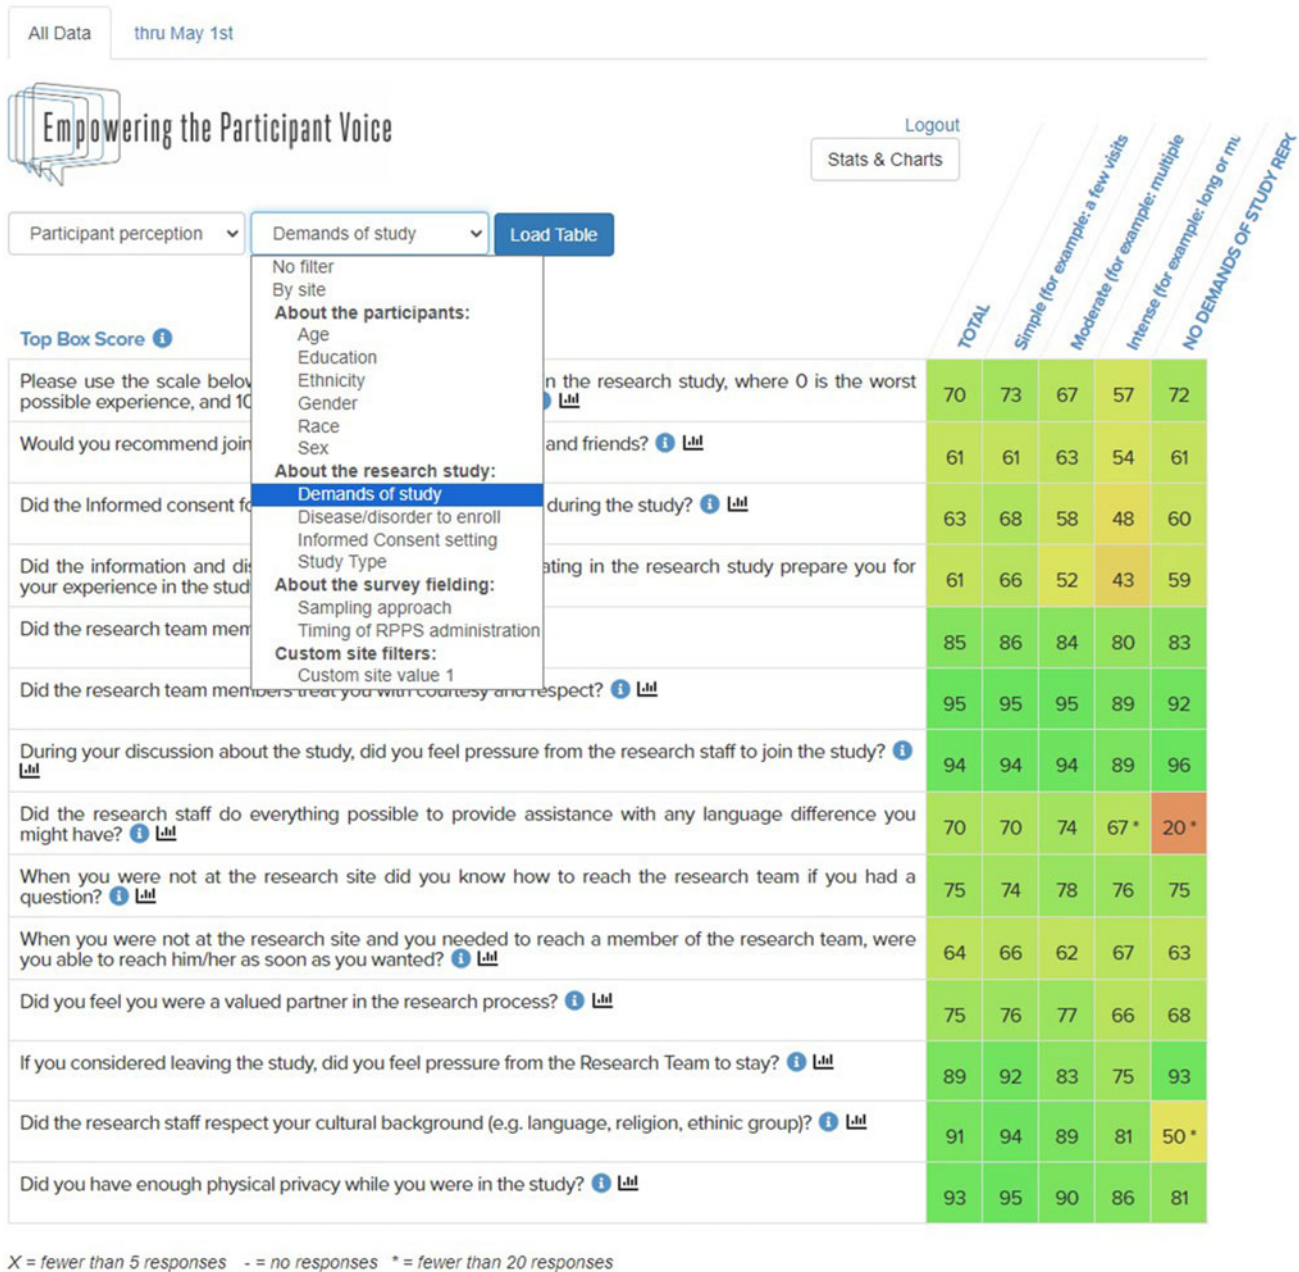 All Data thru May 1st
Empowering the Participant Voice
Logout
Stats & Charts
Participant perception Demands of study Load Table
No filter
By site
About the participants:
Age
Education
Ethnicity
Gender
Race
Sex
About the research study:
Demands of study
Disease/disorder to enroll
Informed Consent setting
Study Type
About the survey fielding:
Sampling approach
Timing of RPPS administration
Custom site filters:
Custom site value 1
Top Box Score
TOTAL
Simple (for example: a few visits
Moderate (for example: multiple
Intense (for example: long or mu
NO DEMANDS OF STUDY REP
Please use the scale below n the research study, where 0 is the worst
possible experience, and 10
70 73 67 57 72
Would you recommend join and friends?
61 61 63 54 61
Did the Informed consent fo during the study?
63 68 58 48 60
Did the information and dis ating in the research study prepare you for
your experience in the stud
61 66 52 43 59
Did the research team mem
85 86 84 80 83
Did the research team members treat you with courtesy and respect?
95 95 95 89 92
During your discussion about the study, did you feel pressure from the research staff to join the study?
94 94 94 89 96
Did the research staff do everything possible to provide assistance with any language difference you
might have?
70 70 74 67 * 20 *
When you were not at the research site did you know how to reach the research team if you had a
question?
75 74 78 76 75
When you were not at the research site and you needed to reach a member of the research team, were
you able to reach him/her as soon as you wanted?
64 66 62 67 63
Did you feel you were a valued partner in the research process?
75 76 77 66 68
If you considered leaving the study, did you feel pressure from the Research Team to stay?
89 92 83 75 93
Did the research staff respect your cultural background (e.g. language, religion, ethinic group)?
91 94 89 81 50 *
Did you have enough physical privacy while you were in the study?
93 95 90 86 81
X = fewer than 5 responses - = no responses * = fewer than 20 responses